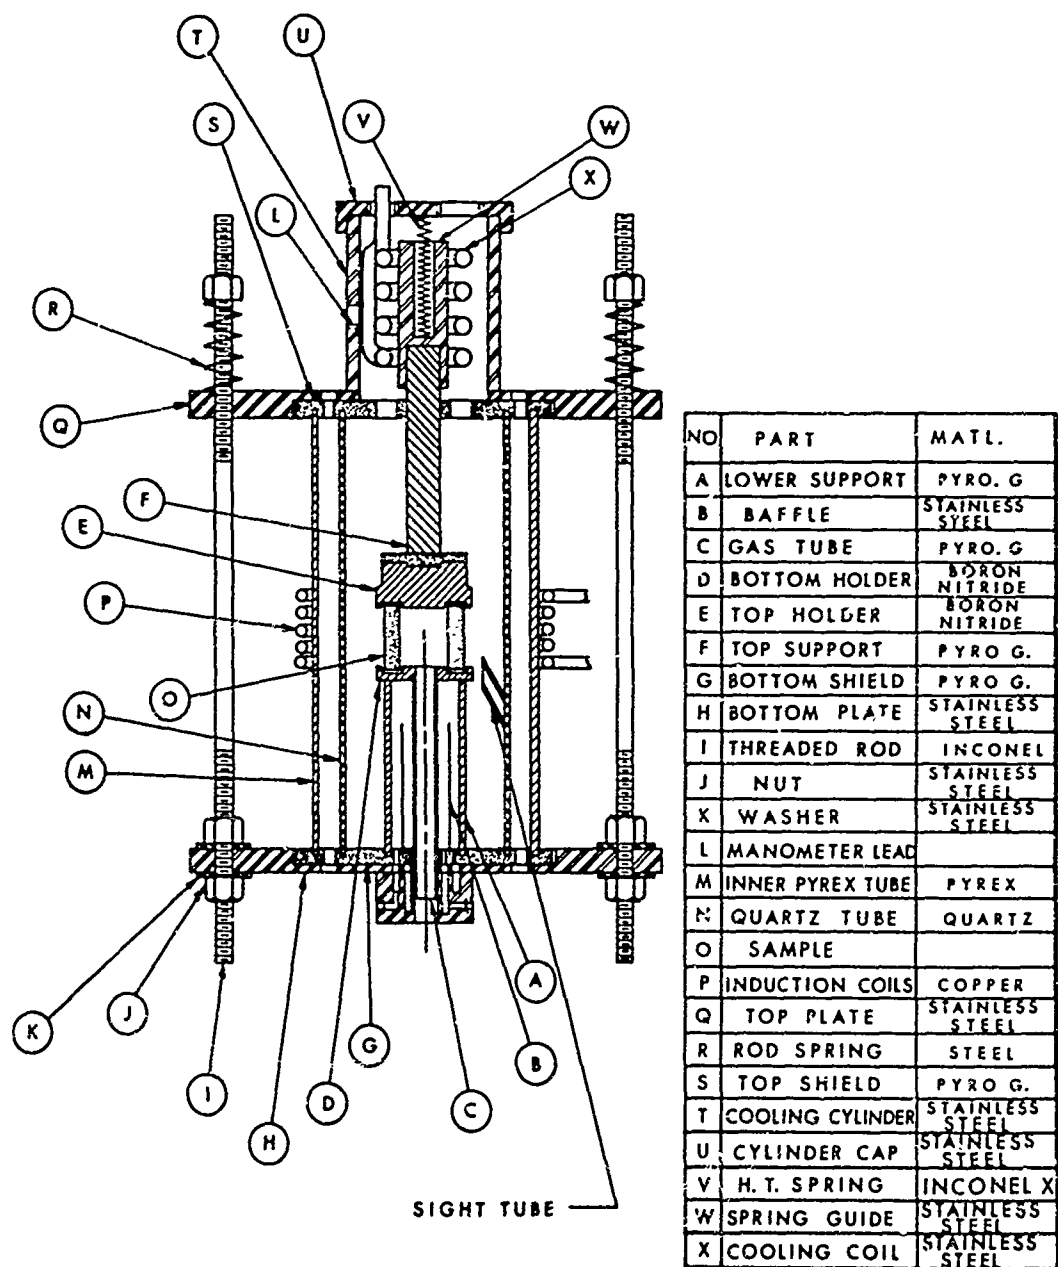 T
U
V
W
S
X
L
R
Q
F
E
P
O
N
M
A
K
J
I
H
D
G
C
B
SIGHT TUBE
NO PART MATL.
A LOWER SUPPORT PYRO. G
B BAFFLE STAINLESS SYEEL
C GAS TUBE PYRO. G
D BOTTOM HOLDER BORON NITRIDE
E TOP HOLDER BORON NITRIDE
F TOP SUPPORT PYRO G.
G BOTTOM SHIELD PYRO G.
H BOTTOM PLATE STAINLESS STEEL
I THREADED ROD INCONEL
J NUT STAINLESS STEEL
X WASHER STAINLESS STEEL
L MANOMETER LEAD
M INNER PYREX TUBE PYREX
N QUARTZ TUBE QUARTZ
O SAMPLE
P INDUCTION COILS COPPER
Q TOP PLATE STAINLESS STEEL
R ROD SPRING STEEL
S TOP SHIELD PYRO G.
T COOLING CYLINDER STAINLESS STEEL
U CYLINDER CAP STAINLESS STEEL
V H.T. SPRING INCONEL X
W SPRING GUIDE STAINLESS STEEL
X COOLING COIL STAINLESS STEEL